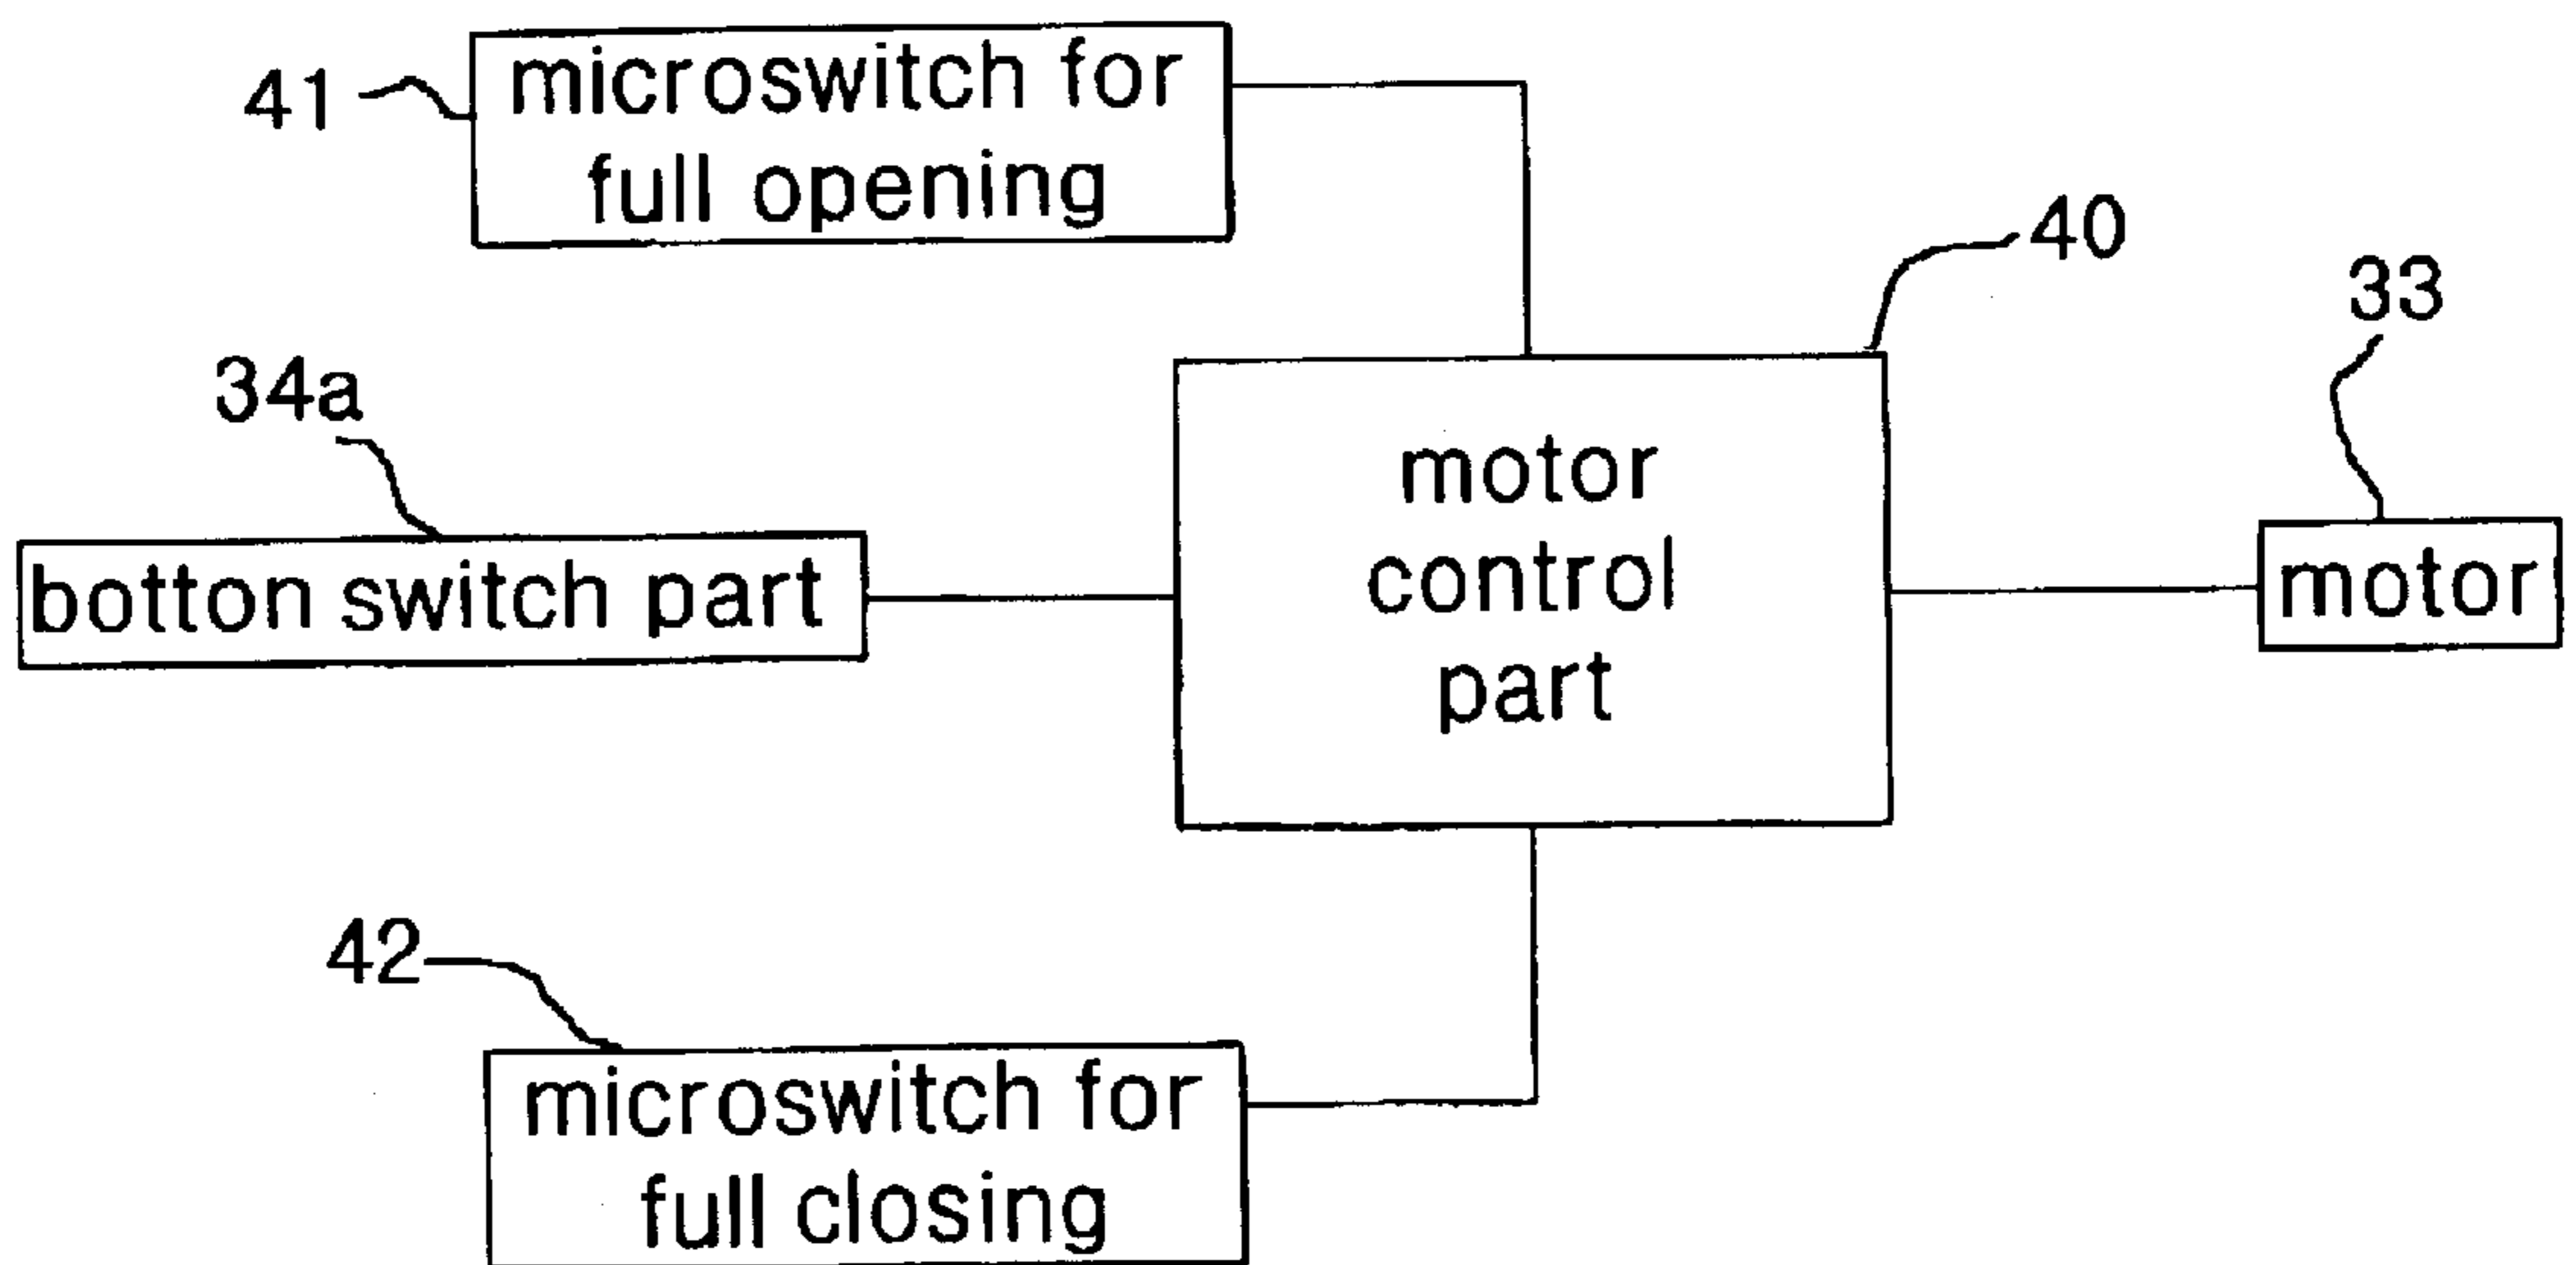 41
microswitch for
full opening
40
33
34a
motor
control
part
botton switch part
motor
42
microswitch for
full closing